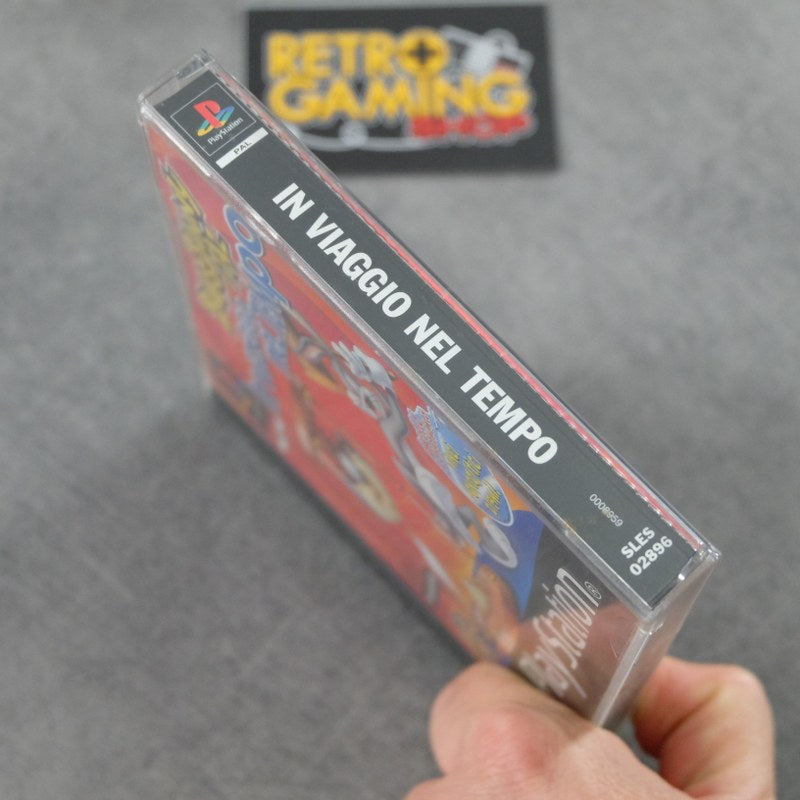 RETRO
GAMING
SHOP
PlayStation
PAL
IN VIAGGIO NEL TEMPO
0008959
SLES
02896
PlayStation